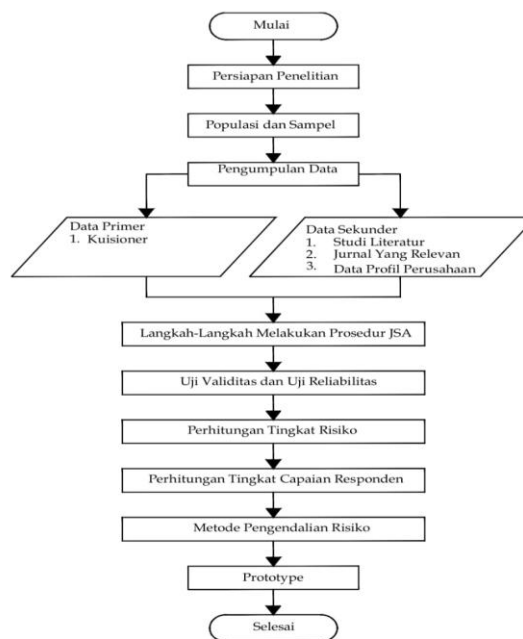 Mulai
Persiapan Penelitian
Populasi dan Sampel
Pengumpulan Data
Data Primer
1. Kuisioner
Data Sekunder
1. Studi Literatur
2. Jurnal Yang Relevan
3. Data Profil Perusahaan
Langkah-Langkah Melakukan Prosedur JSA
Uji Validitas dan Uji Reliabilitas
Perhitungan Tingkat Risiko
Perhitungan Tingkat Capaian Responden
Metode Pengendalian Risiko
Prototype
Selesai